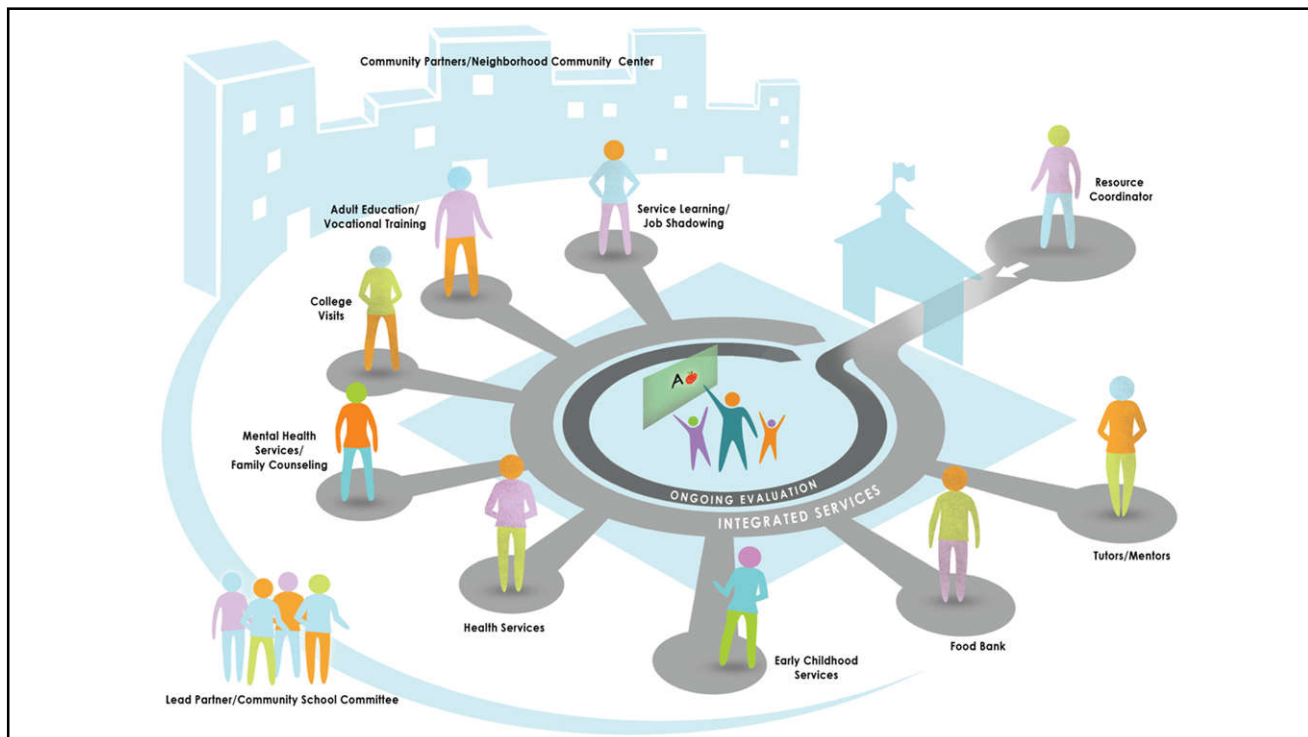 Community Partners/Neighborhood Community Center
Resource
Coordinator
Adult Education/
Vocational Training
Service Learning/
Job Shadowing
College
Visits
A
Mental Health
Services/
Family Counseling
ONGOING EVALUATION
INTEGRATED SERVICES
Tutors/Mentors
Health Services
Food Bank
Early Childhood
Services
Lead Partner/Community School Committee